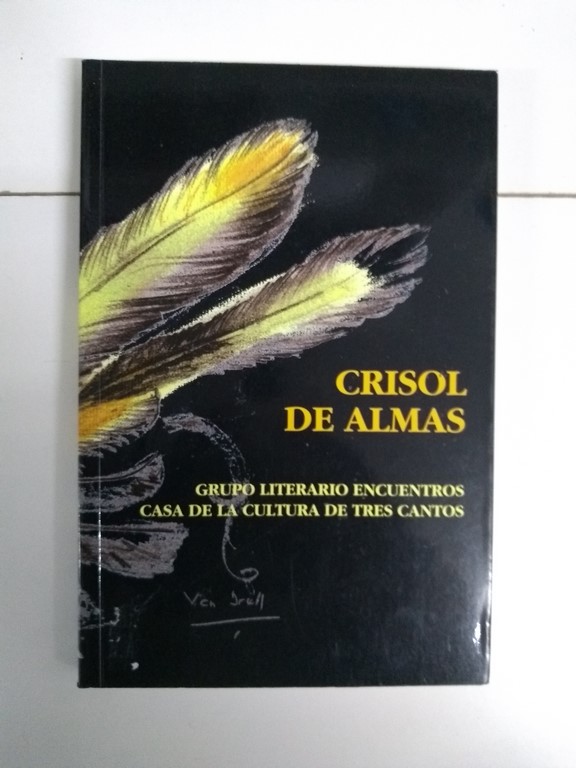 CRISOL
DE ALMAS
GRUPO LITERARIO ENCUENTROS
CASA DE LA CULTURA DE TRES CANTOS